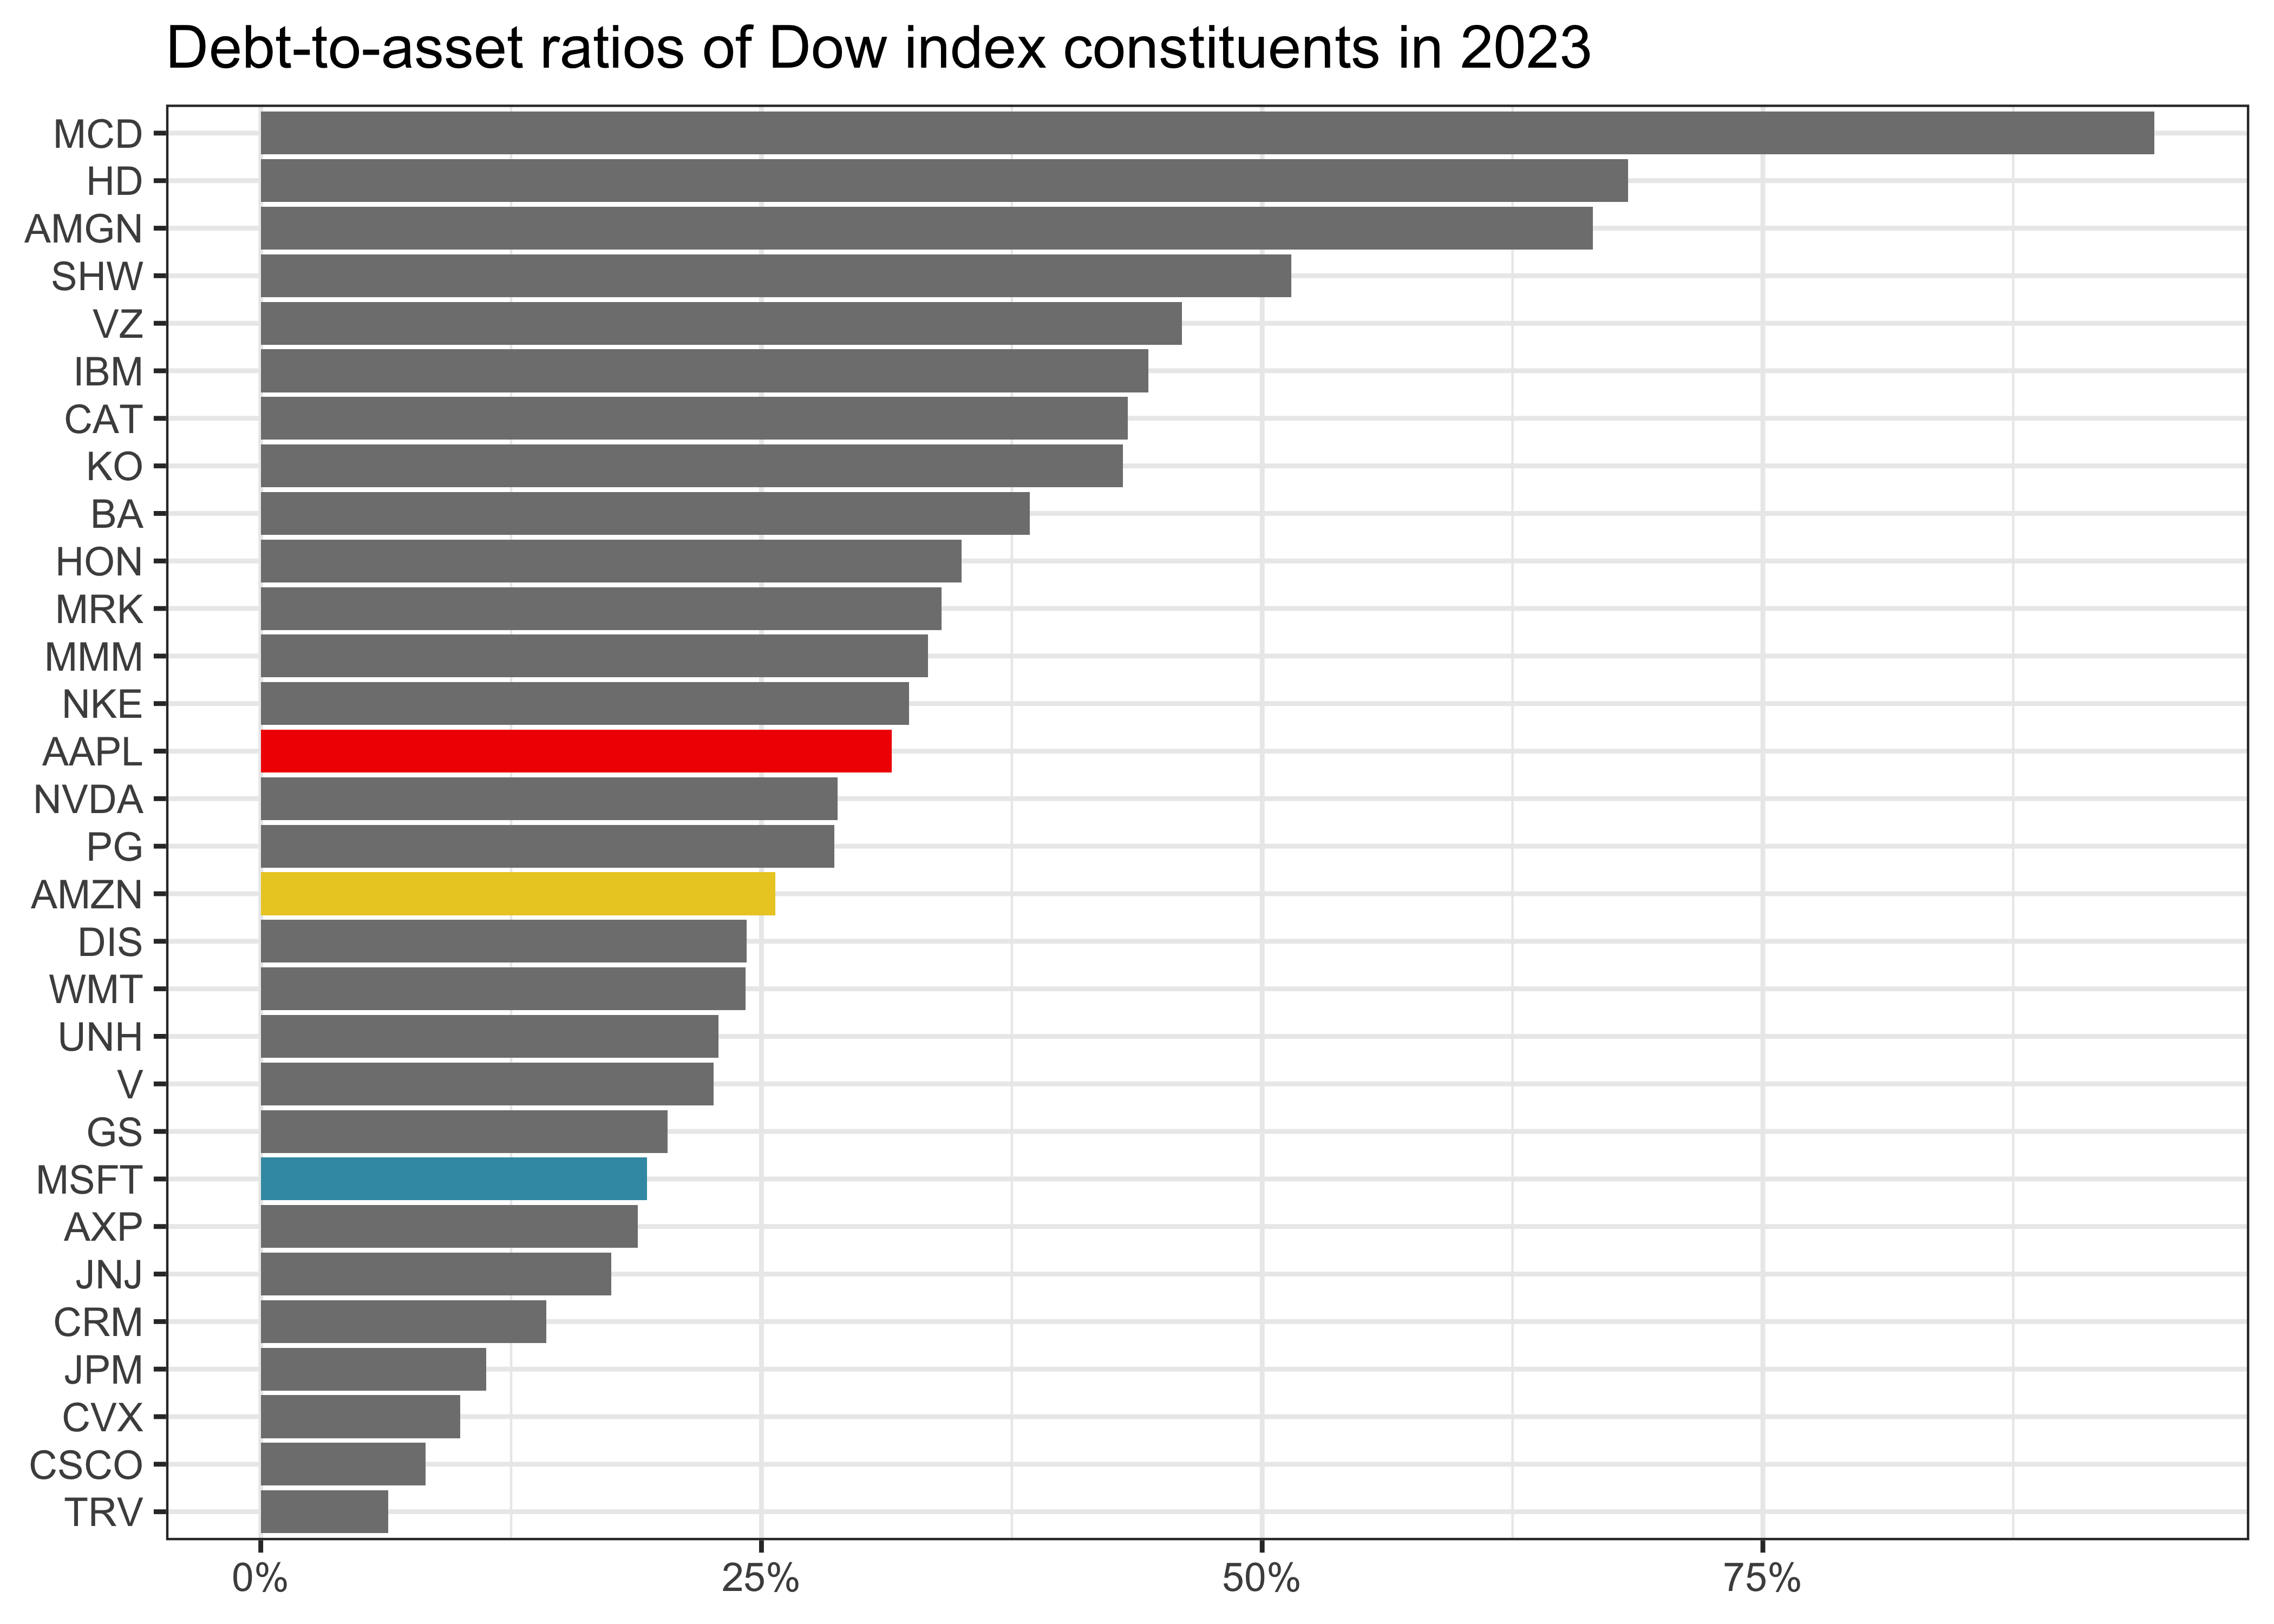 Debt-to-asset ratios of Dow index constituents in 2023
MCD
HD
AMGN
SHW
VZ
IBM
CAT
KO
BA
HON
MRK
MMM
NKE
AAPL
NVDA
PG
AMZN
DIS
WMT
UNH
V
GS
MSFT
AXP
JNJ
CRM
JPM
CVX
CSCO
TRV
0% 25% 50% 75%